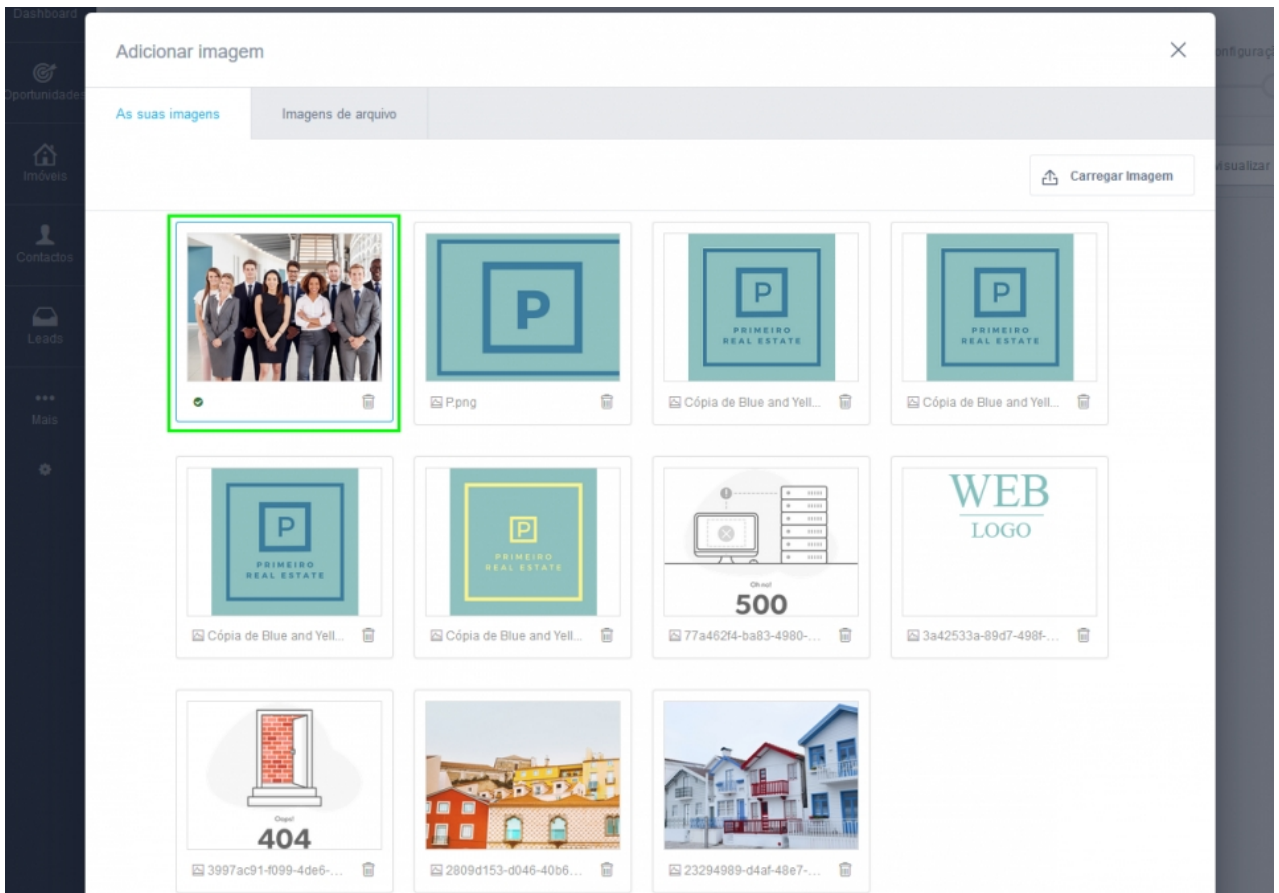 Dashboard
Adicionar imagem
Oportunidades
As suas imagens
Imagens de arquivo
Imóveis
Carregar Imagem
visualizar
Contactos
Leads
Mais
P
P
PRIMEIRO
REAL ESTATE
P
PRIMEIRO
REAL ESTATE
P.png
Cópia de Blue and Yell...
Cópia de Blue and Yell...
P
PRIMEIRO
REAL ESTATE
P
PRIMEIRO
REAL ESTATE
Oh no!
500
WEB
LOGO
Cópia de Blue and Yell...
Cópia de Blue and Yell...
77a462f4-ba83-4980-...
3a42533a-89d7-498f-...
Oops!
404
3997ac91-f099-4de6-...
2809d153-d046-40b6...
23294989-d4af-48e7-...